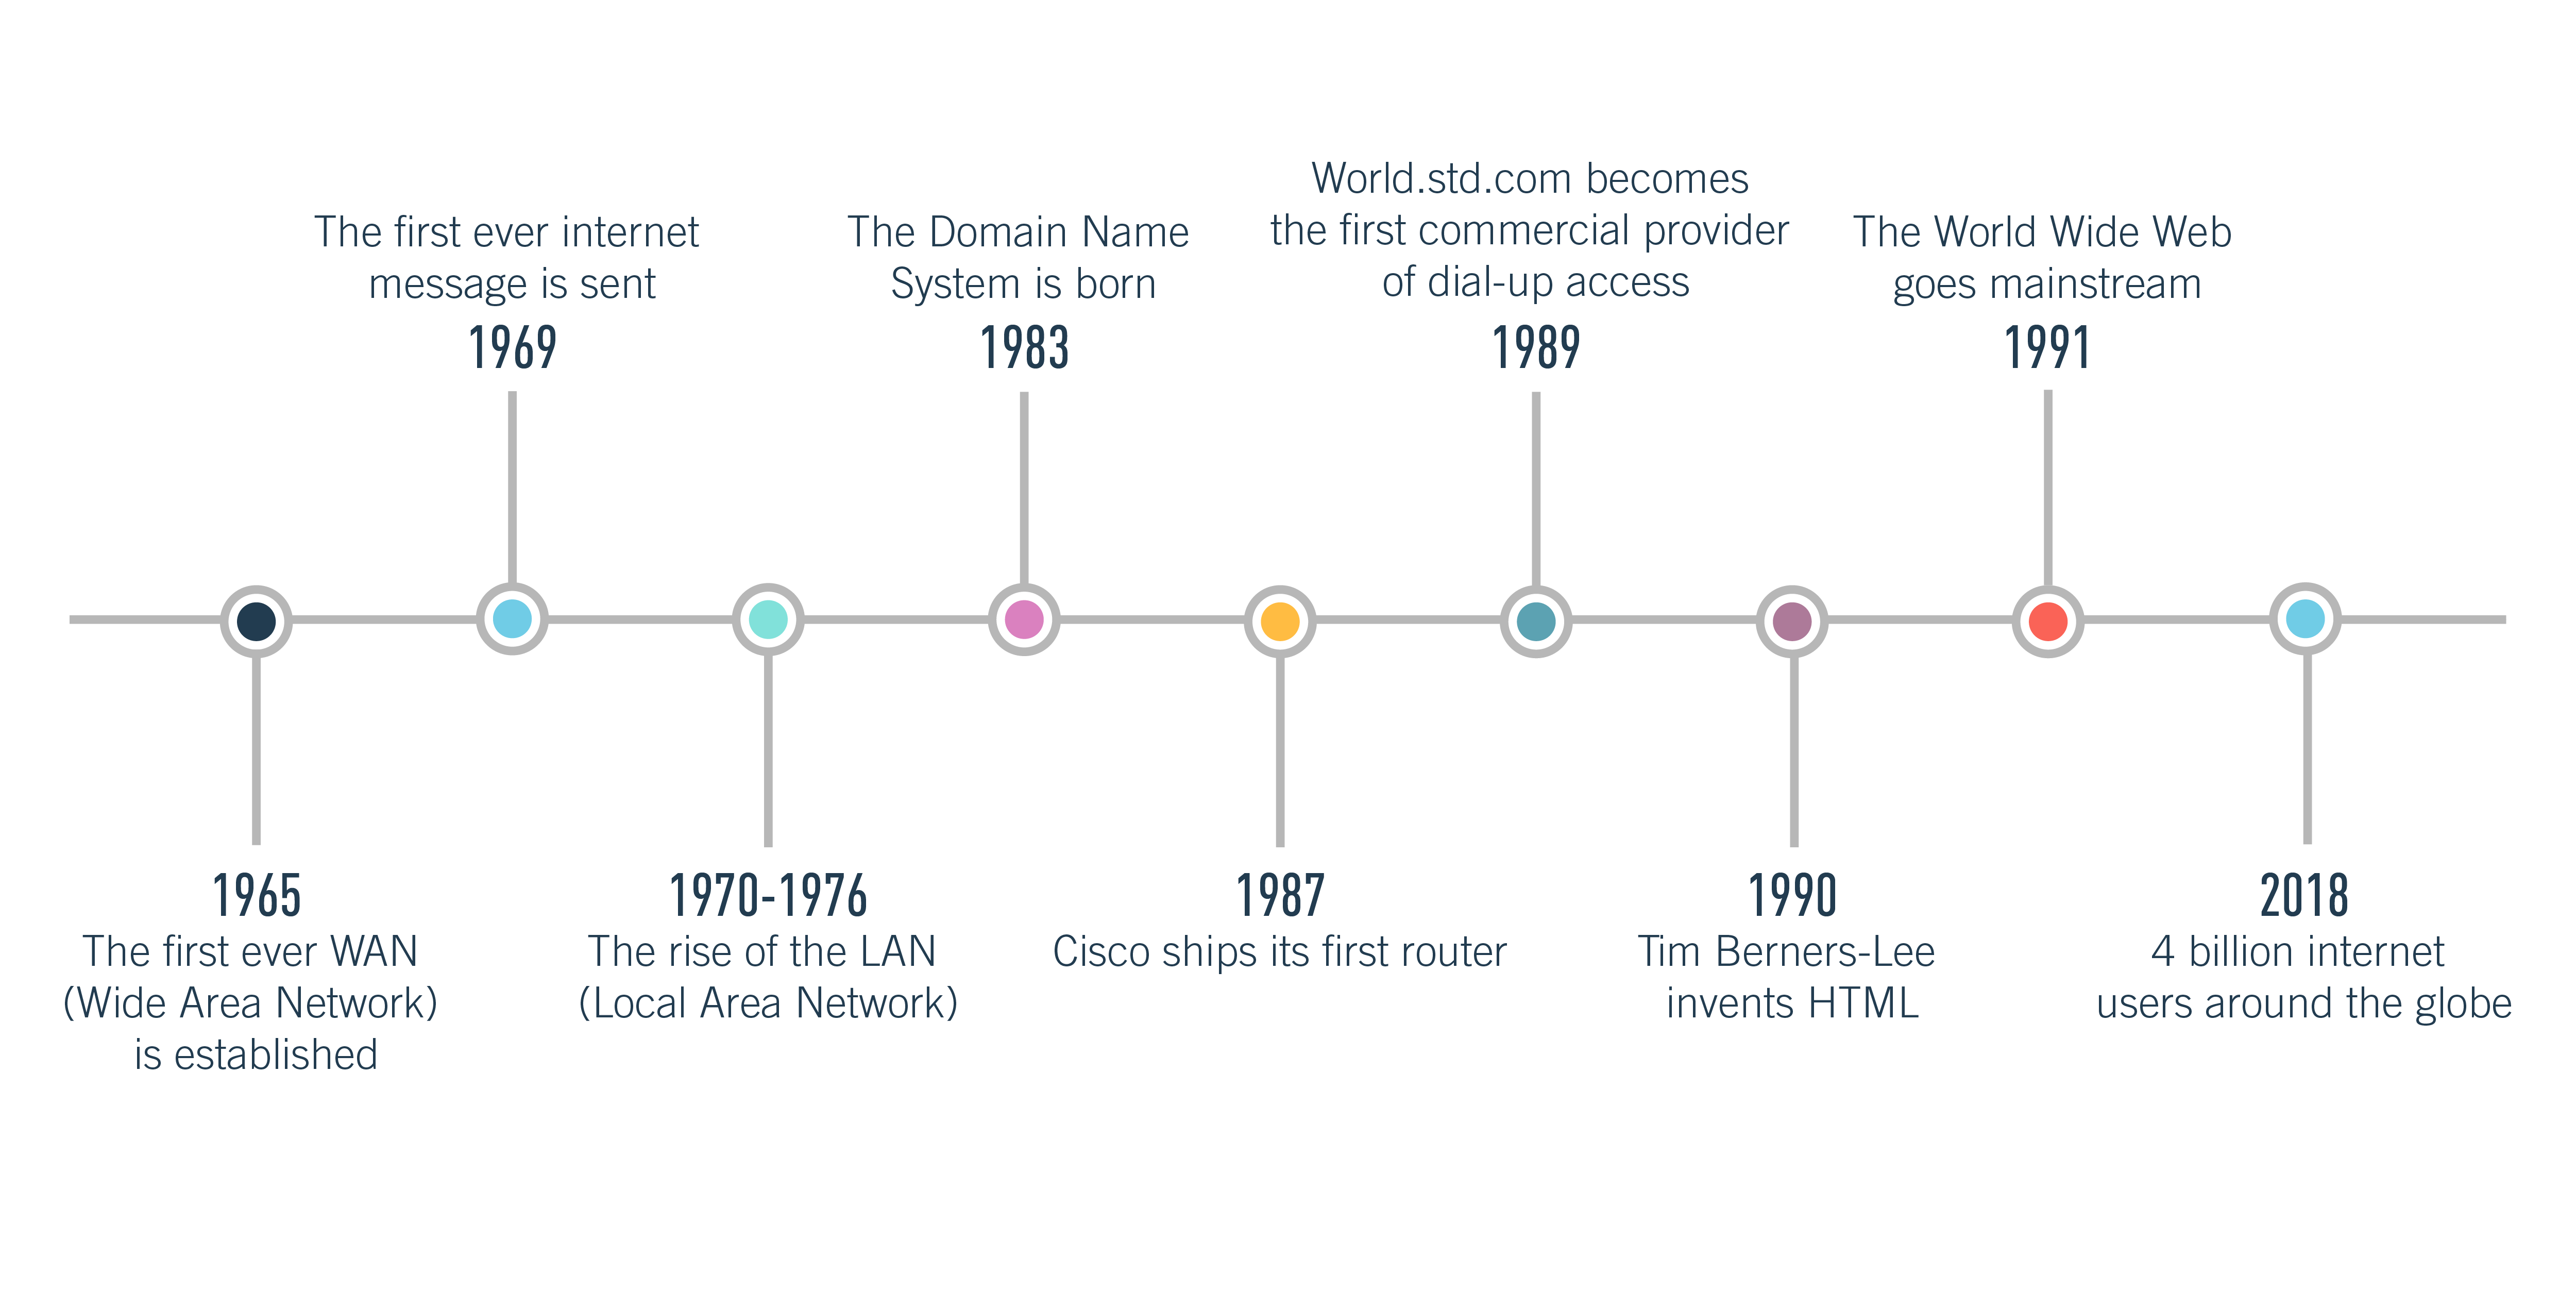 1965
The first ever WAN
(Wide Area Network)
is established
The first ever internet
message is sent
1969
1970-1976
The rise of the LAN
(Local Area Network)
The Domain Name
System is born
1983
1987
Cisco ships its first router
World.std.com becomes
the first commercial provider
of dial-up access
1989
1990
Tim Berners-Lee
invents HTML
The World Wide Web
goes mainstream
1991
2018
4 billion internet
users around the globe